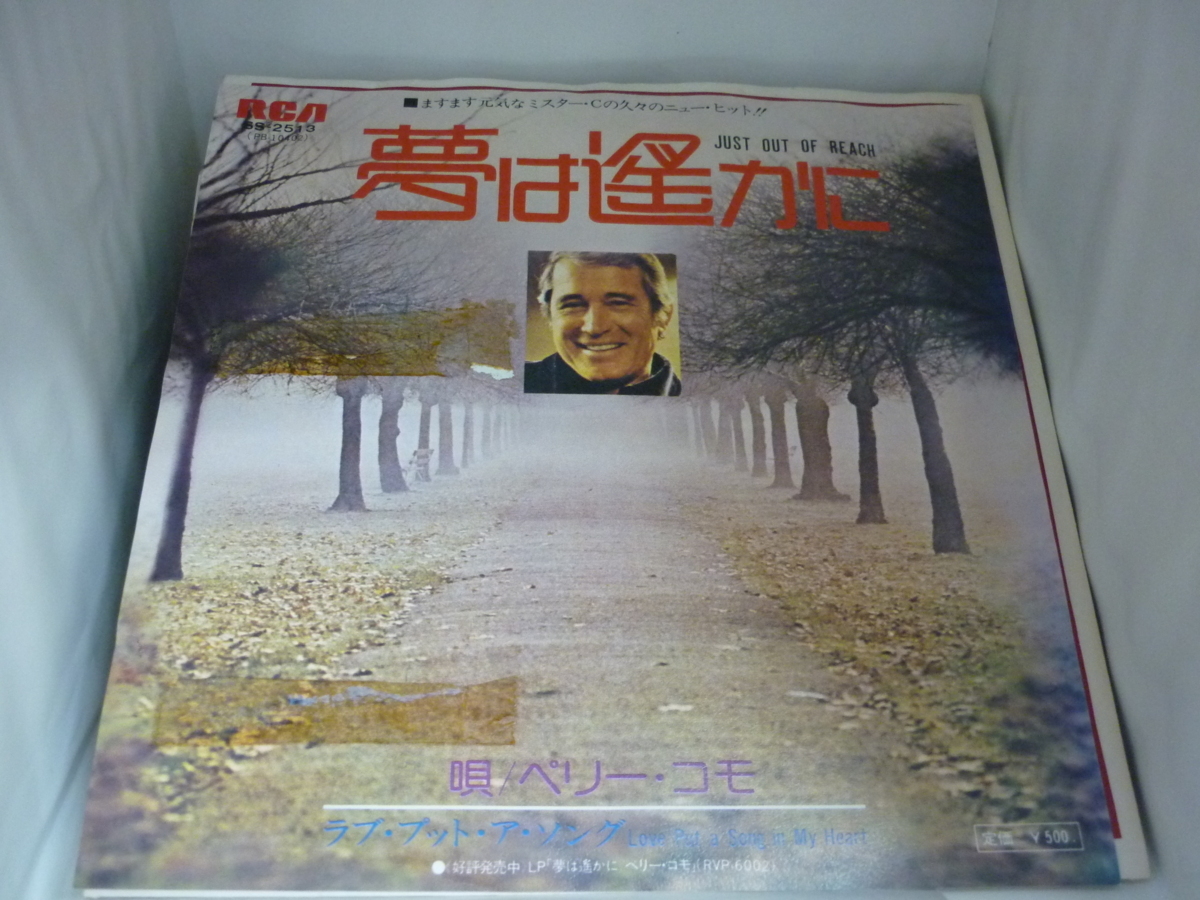 ■ますます元気なミスター・Cの久々のニュー・ヒット!!
RCA
SS-2513
JUST OUT OF REACH
夢は遥かに
唄/ペリー・コモ
ラブ・プット・ア・ソング Love Put a Song in My Heart
定価 ¥500.
●(好評発売中 LP「夢は遥かに ペリー・コモ」(RVP-6002)